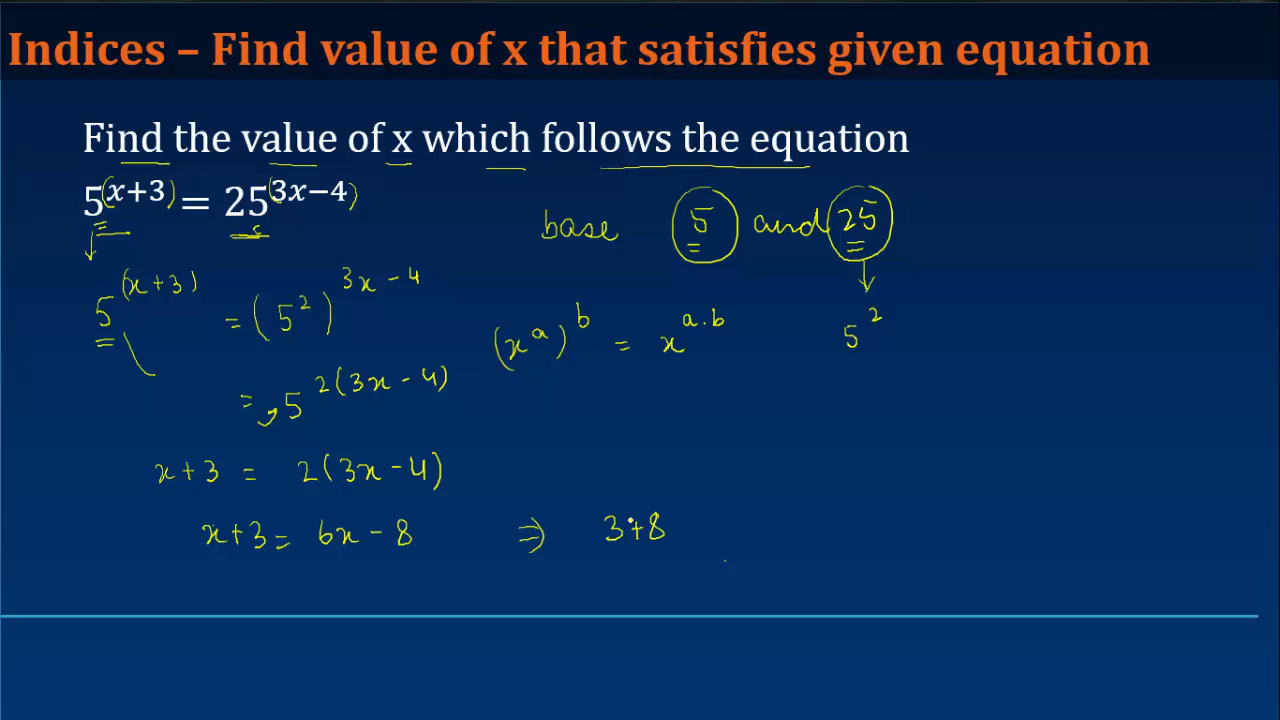 Indices – Find value of x that satisfies given equation
Find the value of x which follows the equation
5^(x+3) = 25^(3x−4)
base 5 and 25
5^(x+3) = (5^2)^3x-4
(x^a)^b = x^a.b
5^2
= 5^2(3x-4)
x+3 = 2(3x-4)
x+3 = 6x-8 ⇒ 3+8